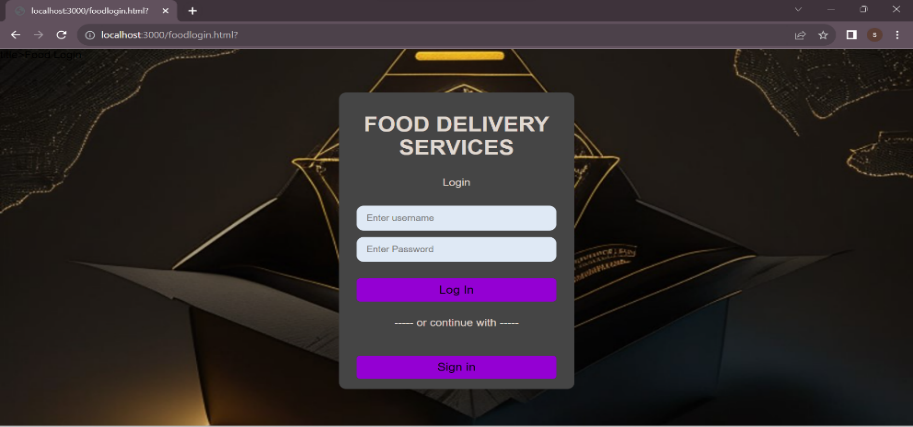 localhost:3000/foodlogin.html?
localhost:3000/foodlogin.html?
S
FOOD DELIVERY
SERVICES
Login
Enter username
Enter Password
Log In
----- or continue with -----
Sign in